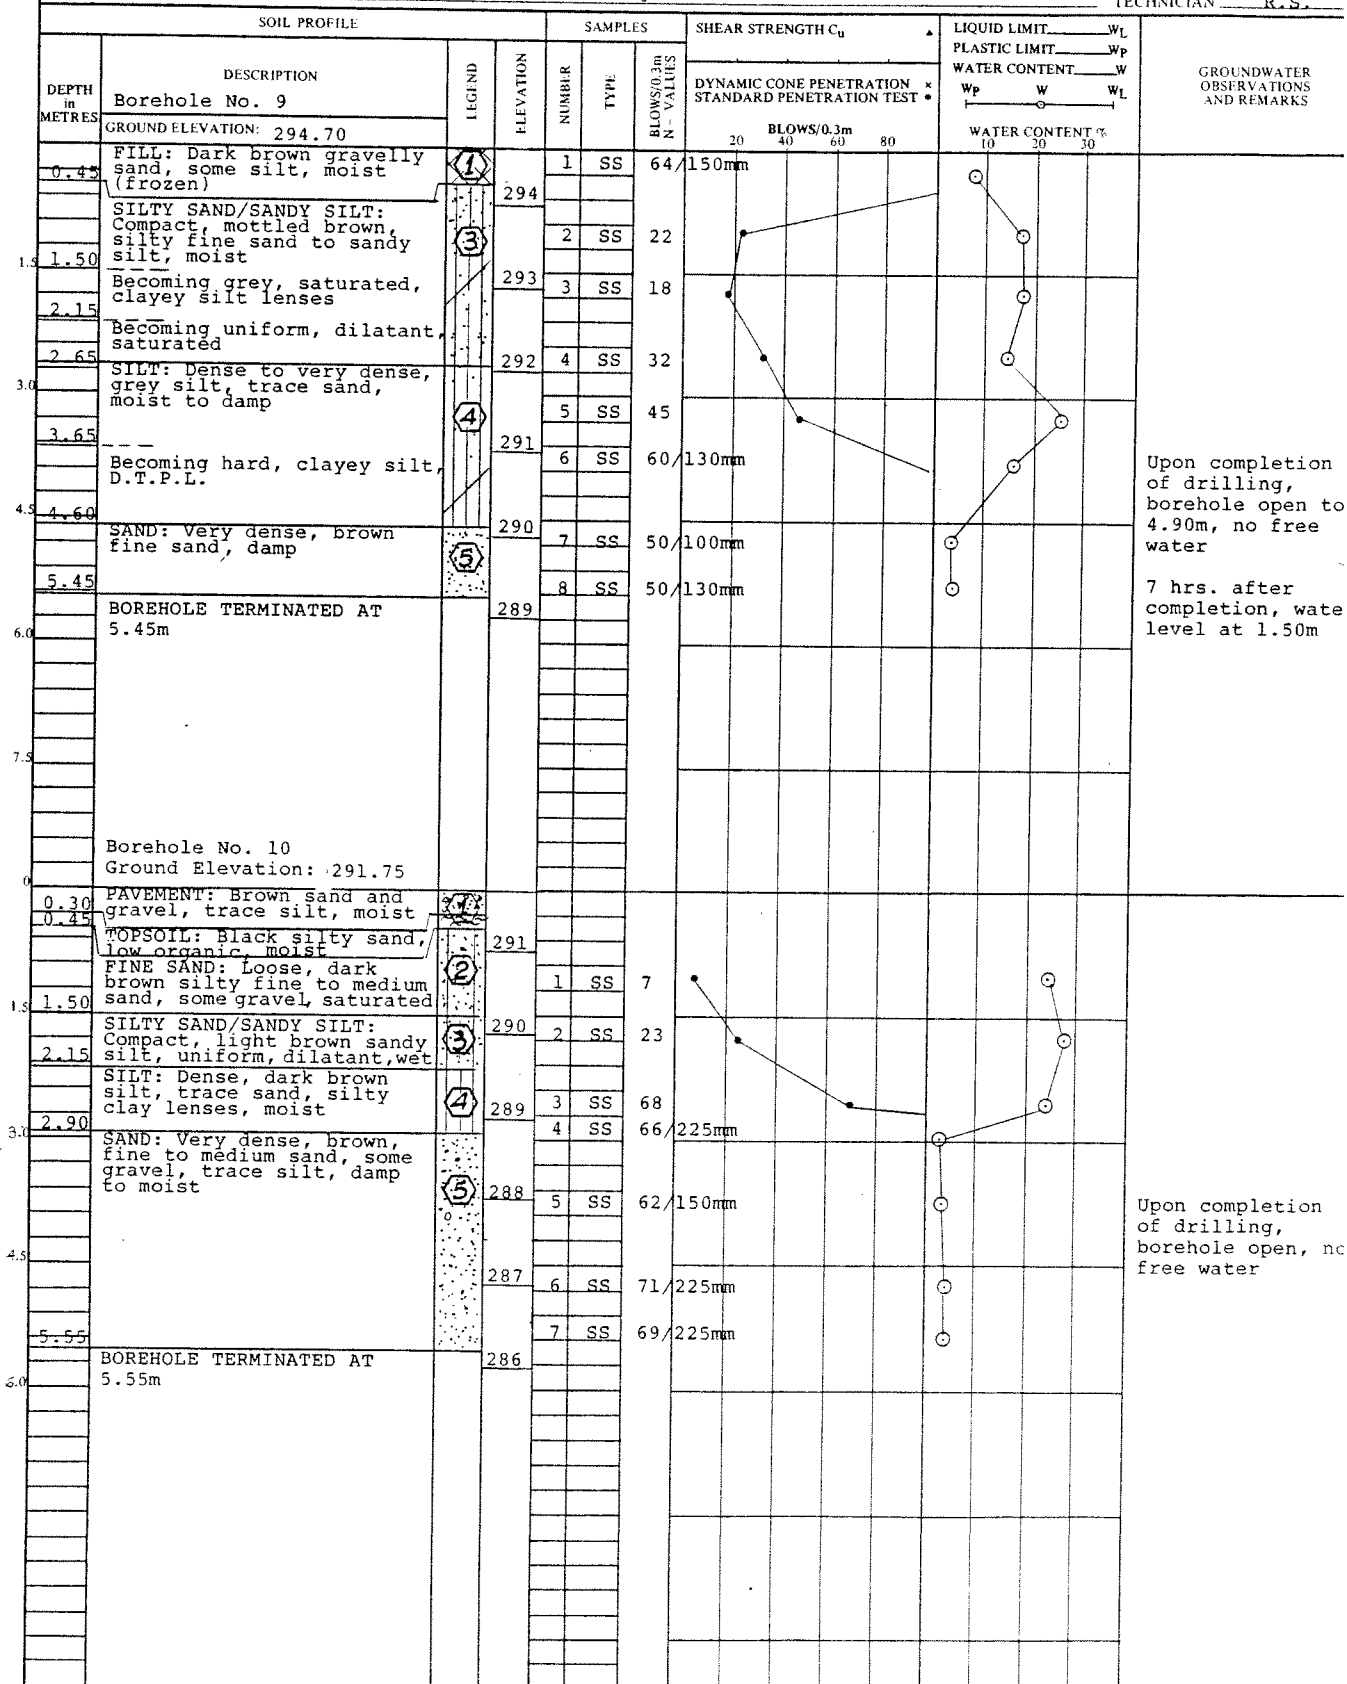 TECHNICIAN R.S.
SOIL PROFILE
SAMPLES
SHEAR STRENGTH Cu ▲
LIQUID LIMIT WL
PLASTIC LIMIT WP
WATER CONTENT W
WP W WL
GROUNDWATER
OBSERVATIONS
AND REMARKS
DEPTH
in
METRES
DESCRIPTION
Borehole No. 9
GROUND ELEVATION: 294.70
LEGEND
ELEVATION
NUMBER
TYPE
BLOWS/0.3m
N - VALUES
DYNAMIC CONE PENETRATION ×
STANDARD PENETRATION TEST •
BLOWS/0.3m
20 40 60 80
WATER CONTENT %
10 20 30
FILL: Dark brown gravelly
sand, some silt, moist
(frozen)
0.45
1
1 SS 64/150mm
294
SILTY SAND/SANDY SILT:
Compact, mottled brown,
silty fine sand to sandy
silt, moist
3
2 SS 22
1.5 1.50
Becoming grey, saturated,
clayey silt lenses
293
3 SS 18
2.15
Becoming uniform, dilatant,
saturated
2.65
292
4 SS 32
SILT: Dense to very dense,
grey silt, trace sand,
moist to damp
3.0
4
5 SS 45
3.65
291
Becoming hard, clayey silt,
D.T.P.L.
6 SS 60/130mm
Upon completion
of drilling,
borehole open to
4.90m, no free
water
4.5 4.60
290
SAND: Very dense, brown
fine sand, damp
5
7 SS 50/100mm
5.45
8 SS 50/130mm
7 hrs. after
completion, wate
level at 1.50m
BOREHOLE TERMINATED AT
5.45m
289
6.0
7.5
Borehole No. 10
Ground Elevation: 291.75
0
PAVEMENT: Brown sand and
gravel, trace silt, moist
0.30
0.45
1
TOPSOIL: Black silty sand,
low organic, moist
291
FINE SAND: Loose, dark
brown silty fine to medium
sand, some gravel, saturated
2
1 SS 7
1.5 1.50
SILTY SAND/SANDY SILT:
Compact, light brown sandy
silt, uniform, dilatant, wet
3
290
2 SS 23
2.15
SILT: Dense, dark brown
silt, trace sand, silty
clay lenses, moist
4
289
3 SS 68
2.90
3.0
4 SS 66/225mm
SAND: Very dense, brown,
fine to medium sand, some
gravel, trace silt, damp
to moist
5
288
5 SS 62/150mm
Upon completion
of drilling,
borehole open, no
free water
4.5
287
6 SS 71/225mm
5.55
7 SS 69/225mm
BOREHOLE TERMINATED AT
5.55m
286
6.0